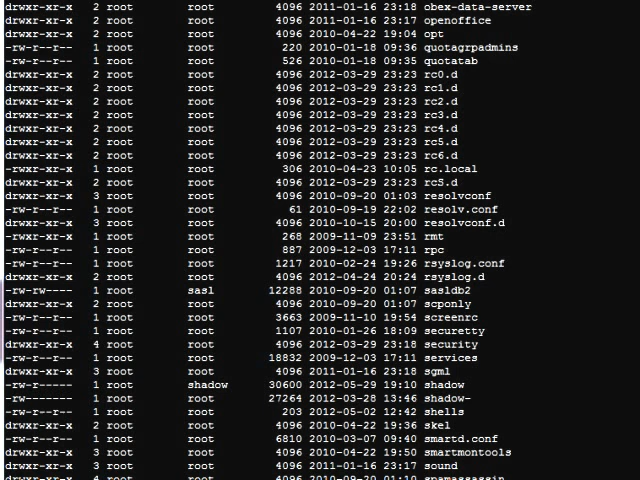 drwxr-xr-x 2 root root 4096 2011-01-16 23:18 obex-data-server
drwxr-xr-x 2 root root 4096 2011-01-16 23:17 openoffice
drwxr-xr-x 2 root root 4096 2010-04-22 19:04 opt
-rw-r--r-- 1 root root 220 2010-01-18 09:36 quotagrpadmins
-rw-r--r-- 1 root root 526 2010-01-18 09:35 quotatab
drwxr-xr-x 2 root root 4096 2012-03-29 23:23 rc0.d
drwxr-xr-x 2 root root 4096 2012-03-29 23:23 rc1.d
drwxr-xr-x 2 root root 4096 2012-03-29 23:23 rc2.d
drwxr-xr-x 2 root root 4096 2012-03-29 23:23 rc3.d
drwxr-xr-x 2 root root 4096 2012-03-29 23:23 rc4.d
drwxr-xr-x 2 root root 4096 2012-03-29 23:23 rc5.d
drwxr-xr-x 2 root root 4096 2012-03-29 23:23 rc6.d
-rwxr-xr-x 1 root root 306 2010-04-23 10:05 rc.local
drwxr-xr-x 2 root root 4096 2012-03-29 23:23 rcS.d
drwxr-xr-x 3 root root 4096 2010-09-20 01:03 resolvconf
-rw-r--r-- 1 root root 61 2010-09-19 22:02 resolv.conf
drwxr-xr-x 3 root root 4096 2010-10-15 20:00 resolvconf.d
-rwxr-xr-x 1 root root 268 2009-11-09 23:51 rmt
-rw-r--r-- 1 root root 887 2009-12-03 17:11 rpc
-rw-r--r-- 1 root root 1217 2010-02-24 19:26 rsyslog.conf
drwxr-xr-x 2 root root 4096 2012-04-24 20:24 rsyslog.d
-rw-rw---- 1 root sasl 12288 2010-09-20 01:07 sasldb2
drwxr-xr-x 2 root root 4096 2010-09-20 01:07 scponly
-rw-r--r-- 1 root root 3663 2009-11-10 19:54 screenrc
-rw-r--r-- 1 root root 1107 2010-01-26 18:09 securetty
drwxr-xr-x 4 root root 4096 2012-03-29 23:18 security
-rw-r--r-- 1 root root 18832 2009-12-03 17:11 services
drwxr-xr-x 3 root root 4096 2011-01-16 23:18 sgml
-rw-r----- 1 root shadow 30600 2012-05-29 19:10 shadow
-rw------- 1 root root 27264 2012-03-28 13:46 shadow-
-rw-r--r-- 1 root root 203 2012-05-02 12:42 shells
drwxr-xr-x 2 root root 4096 2010-04-22 19:36 skel
-rw-r--r-- 1 root root 6810 2010-03-07 09:40 smartd.conf
drwxr-xr-x 3 root root 4096 2010-04-22 19:50 smartmontools
drwxr-xr-x 3 root root 4096 2011-01-16 23:17 sound
drwxr-xr-x 4 root root 4096 2010-09-20 01:10 spamassassin